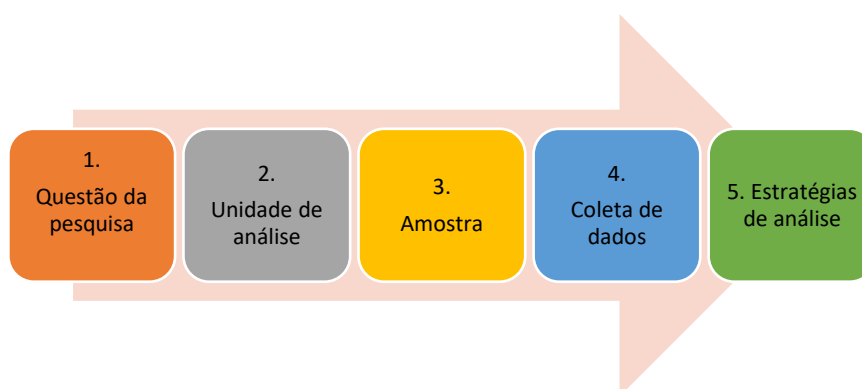 1.
Questão da
pesquisa
2.
Unidade de
análise
3.
Amostra
4.
Coleta de
dados
5. Estratégias
de análise